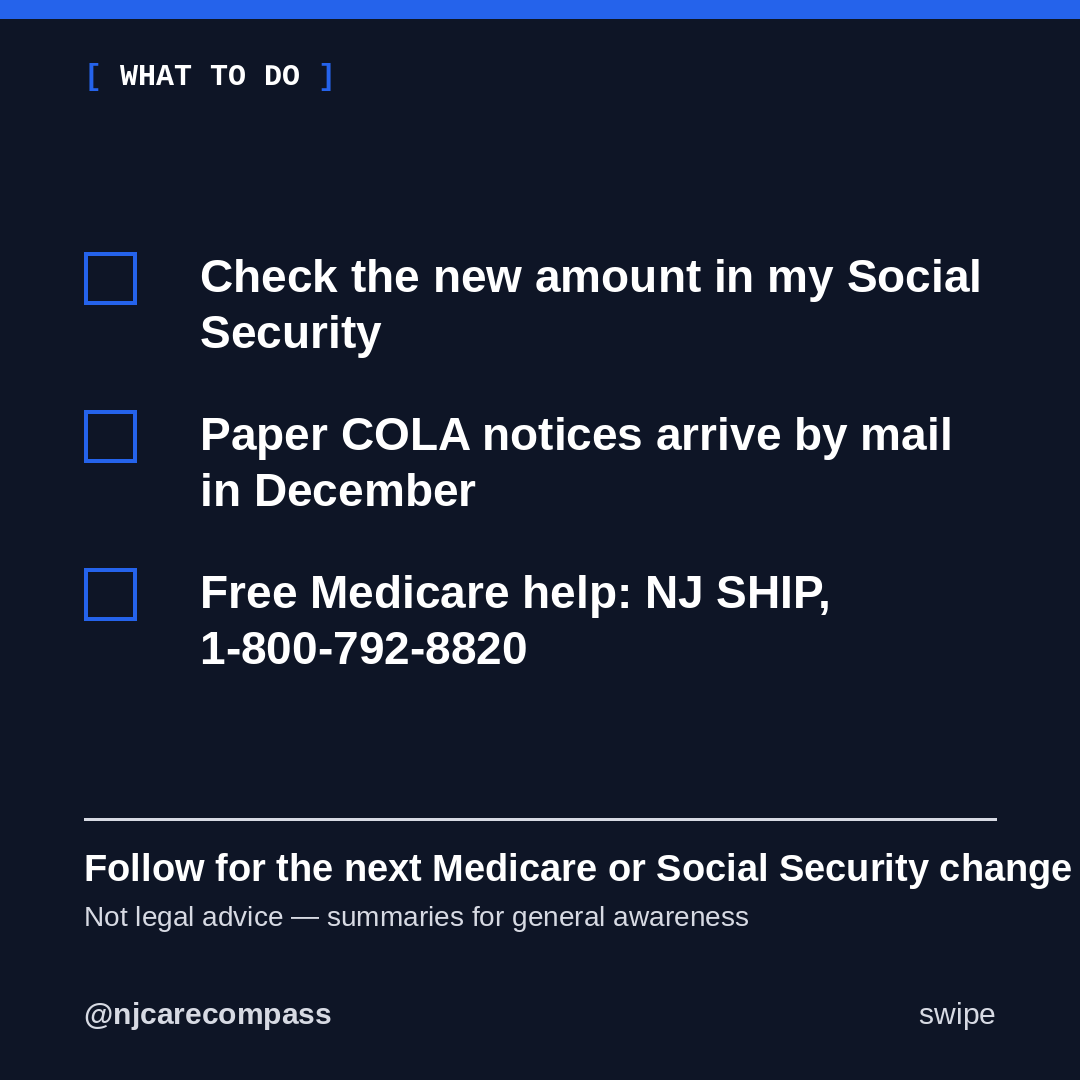 [ WHAT TO DO ]
Check the new amount in my Social
Security
Paper COLA notices arrive by mail
in December
Free Medicare help: NJ SHIP,
1-800-792-8820
Follow for the next Medicare or Social Security change
Not legal advice — summaries for general awareness
@njcarecompass
swipe